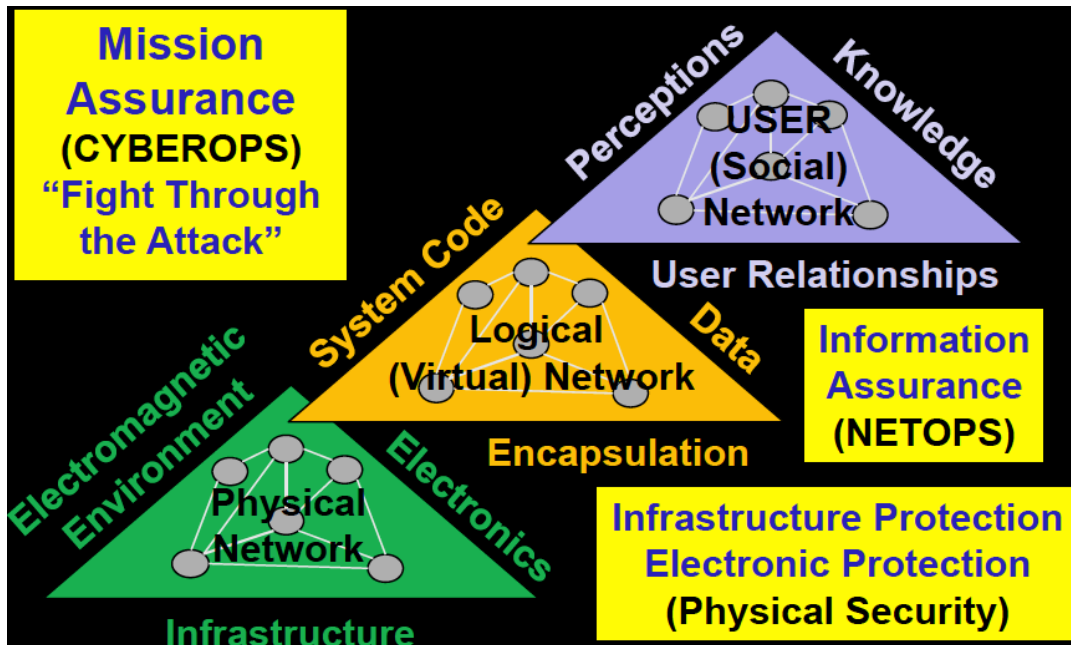 Mission
Assurance
(CYBEROPS)
“Fight Through
the Attack”
Perceptions
Knowledge
USER
(Social)
Network
User Relationships
System Code
Data
Logical
(Virtual) Network
Encapsulation
Information
Assurance
(NETOPS)
Electromagnetic
Environment
Electronics
Physical
Network
Infrastructure
Infrastructure Protection
Electronic Protection
(Physical Security)